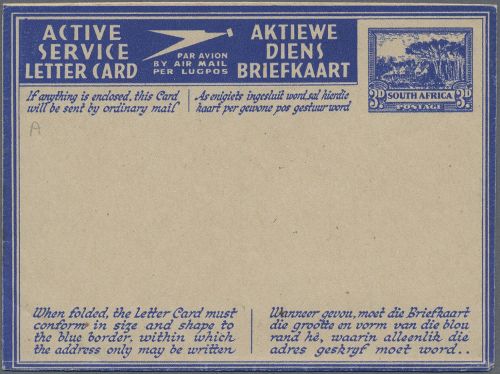 ACTIVE
SERVICE
LETTER CARD
PAR AVION
BY AIR MAIL
PER LUGPOS
AKTIEWE
DIENS
BRIEFKAART
3D 3D
SOUTH AFRICA
POSTAGE
If anything is enclosed, this Card
will be sent by ordinary mail
As enigiets ingesluit word, sal hierdie
kaart per gewone pos gestuur word
A
When folded, the Letter Card must
conform in size and shape to
the blue border, within which
the address only may be written
Wanneer gevou, moet die Briefkaart
die grootte en vorm van die blou
rand hê, waarin alleenlik die
adres geskryf moet word..